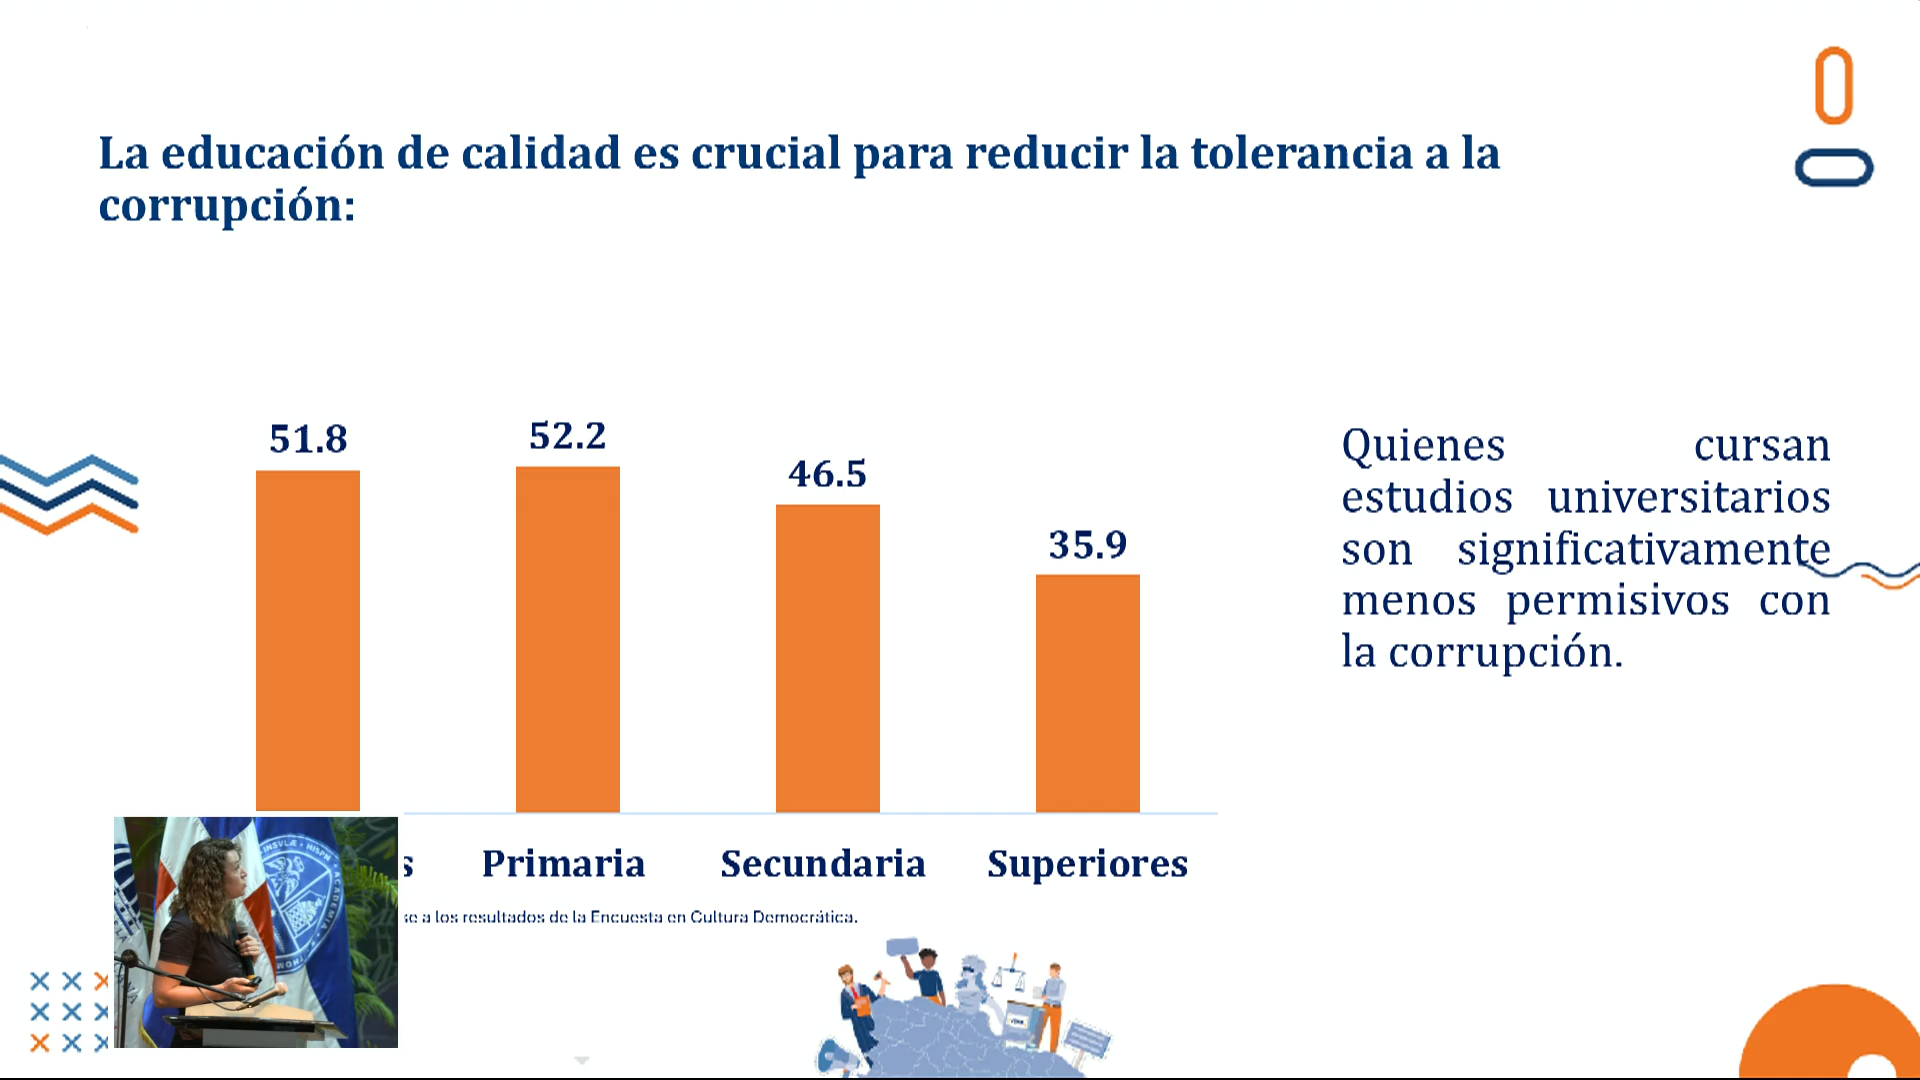 La educación de calidad es crucial para reducir la tolerancia a la
corrupción:
51.8
52.2
46.5
35.9
Primaria
Secundaria
Superiores
a los resultados de la Encuesta en Cultura Democrática.
Quienes cursan
estudios universitarios
son significativamente
menos permisivos con
la corrupción.